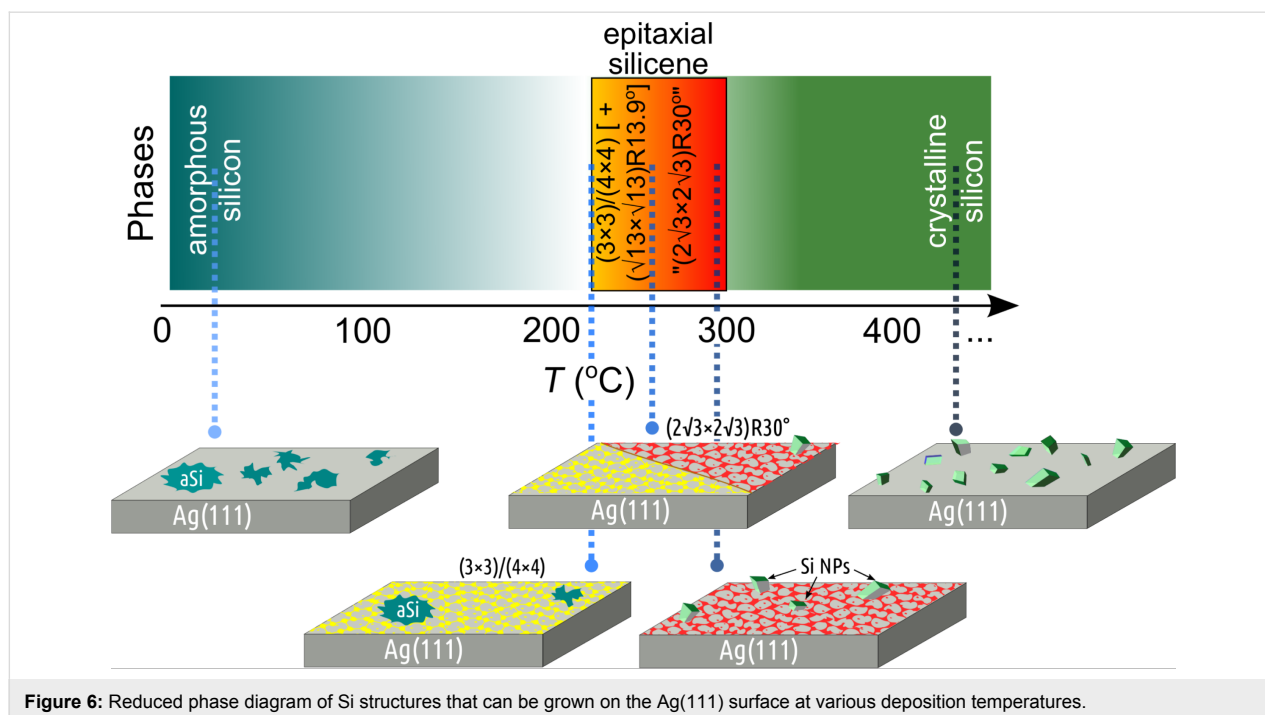 epitaxial
silicene
Phases
amorphous
silicon
(3×3)/(4×4) [ +
(√13×√13)R13.9º]
"(2√3×2√3)R30º"
crystalline
silicon
0 100 200 300 400 ...
T (ºC)
(2√3×2√3)R30°
aSi
Ag(111)
Ag(111)
Ag(111)
(3×3)/(4×4)
Si NPs
aSi
Ag(111)
Ag(111)
Figure 6: Reduced phase diagram of Si structures that can be grown on the Ag(111) surface at various deposition temperatures.